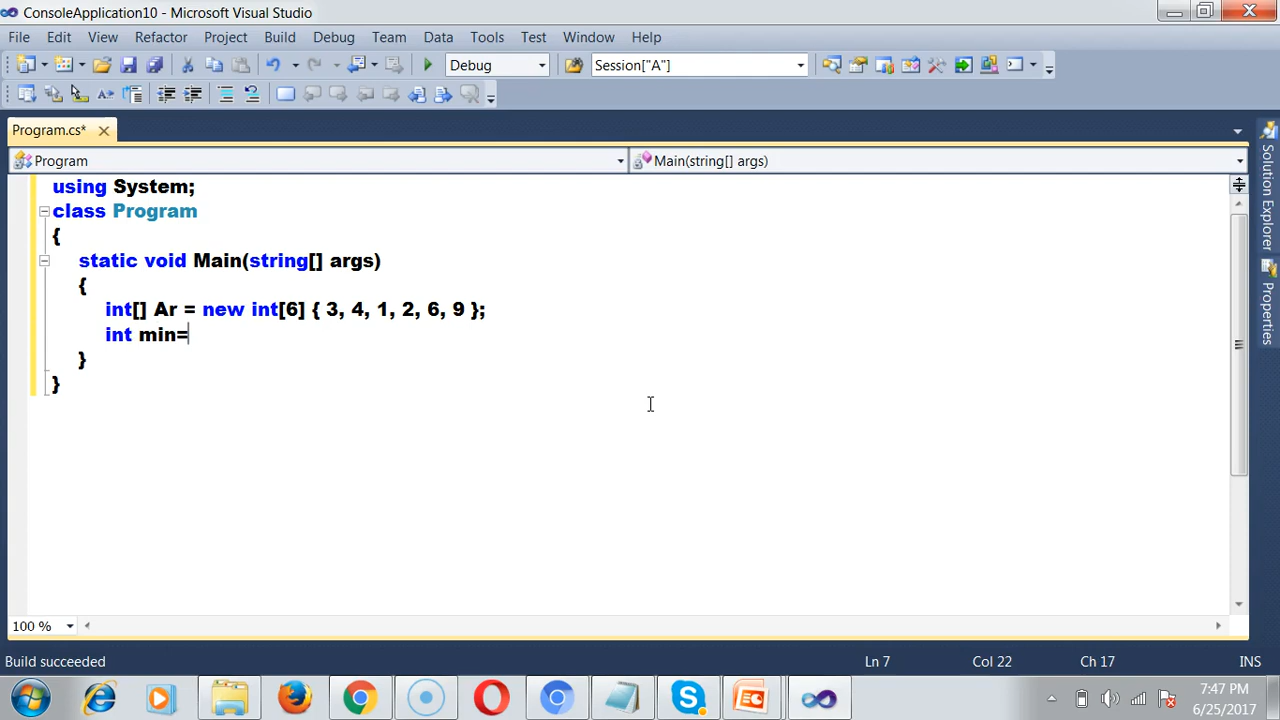 ConsoleApplication10 - Microsoft Visual Studio
File Edit View Refactor Project Build Debug Team Data Tools Test Window Help
Debug Session["A"]
Program.cs*
Program Main(string[] args)
using System;
class Program
{
static void Main(string[] args)
{
int[] Ar = new int[6] { 3, 4, 1, 2, 6, 9 };
int min=
}
}
Solution Explorer
Properties
100 %
Build succeeded Ln 7 Col 22 Ch 17 INS
7:47 PM
6/25/2017